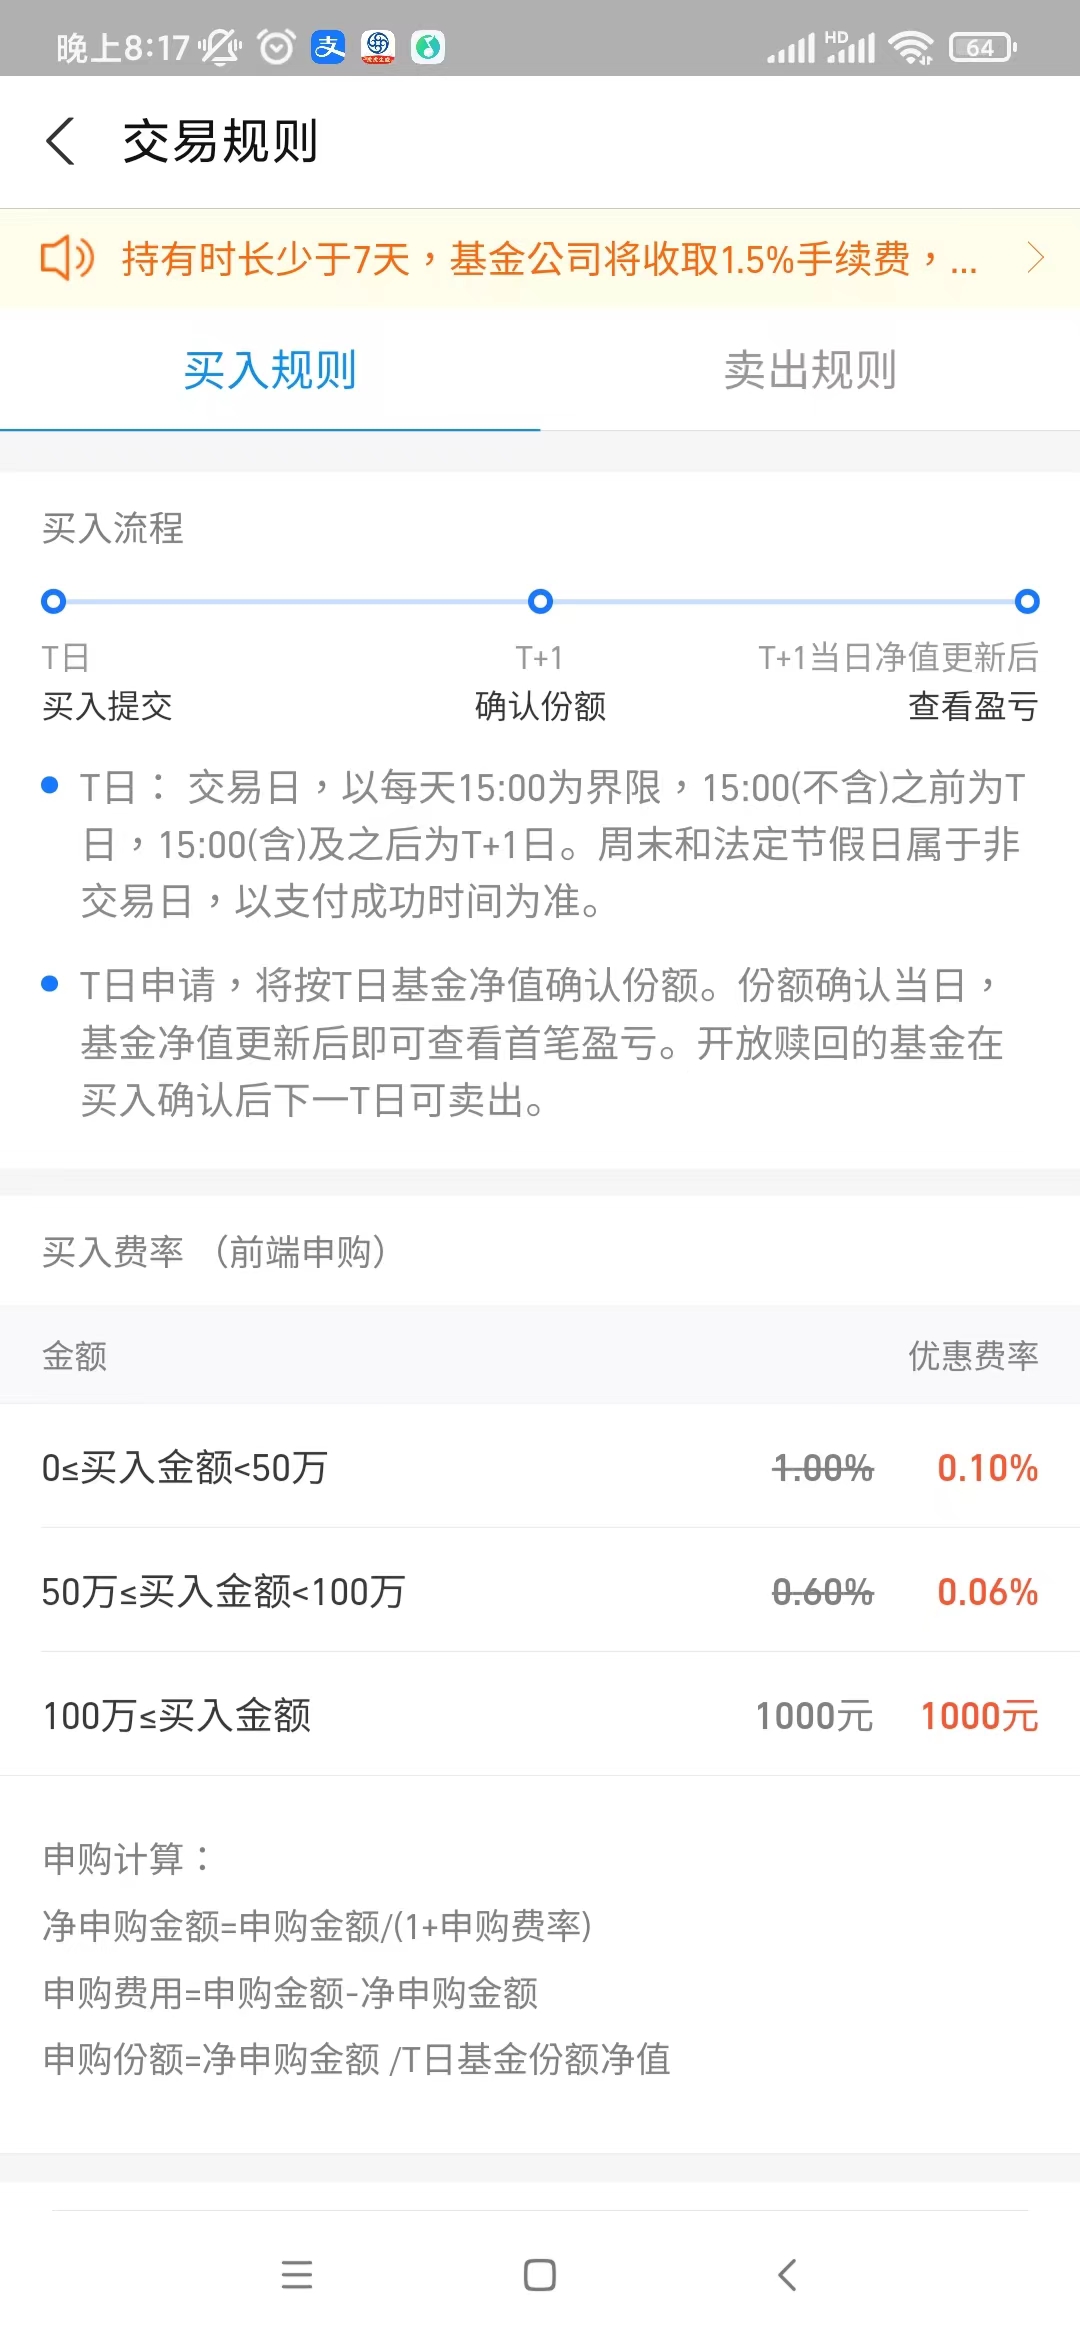 晚上8:17
HD
64
交易规则
持有时长少于7天，基金公司将收取1.5%手续费，...
买入规则
卖出规则
买入流程
T日
T+1
T+1当日净值更新后
买入提交
确认份额
查看盈亏
T日： 交易日，以每天15:00为界限，15:00(不含)之前为T
日，15:00(含)及之后为T+1日。周末和法定节假日属于非
交易日，以支付成功时间为准。
T日申请，将按T日基金净值确认份额。份额确认当日，
基金净值更新后即可查看首笔盈亏。开放赎回的基金在
买入确认后下一T日可卖出。
买入费率 （前端申购）
金额
优惠费率
0≤买入金额<50万
1.00%
0.10%
50万≤买入金额<100万
0.60%
0.06%
100万≤买入金额
1000元
1000元
申购计算：
净申购金额=申购金额/(1+申购费率)
申购费用=申购金额-净申购金额
申购份额=净申购金额 /T日基金份额净值